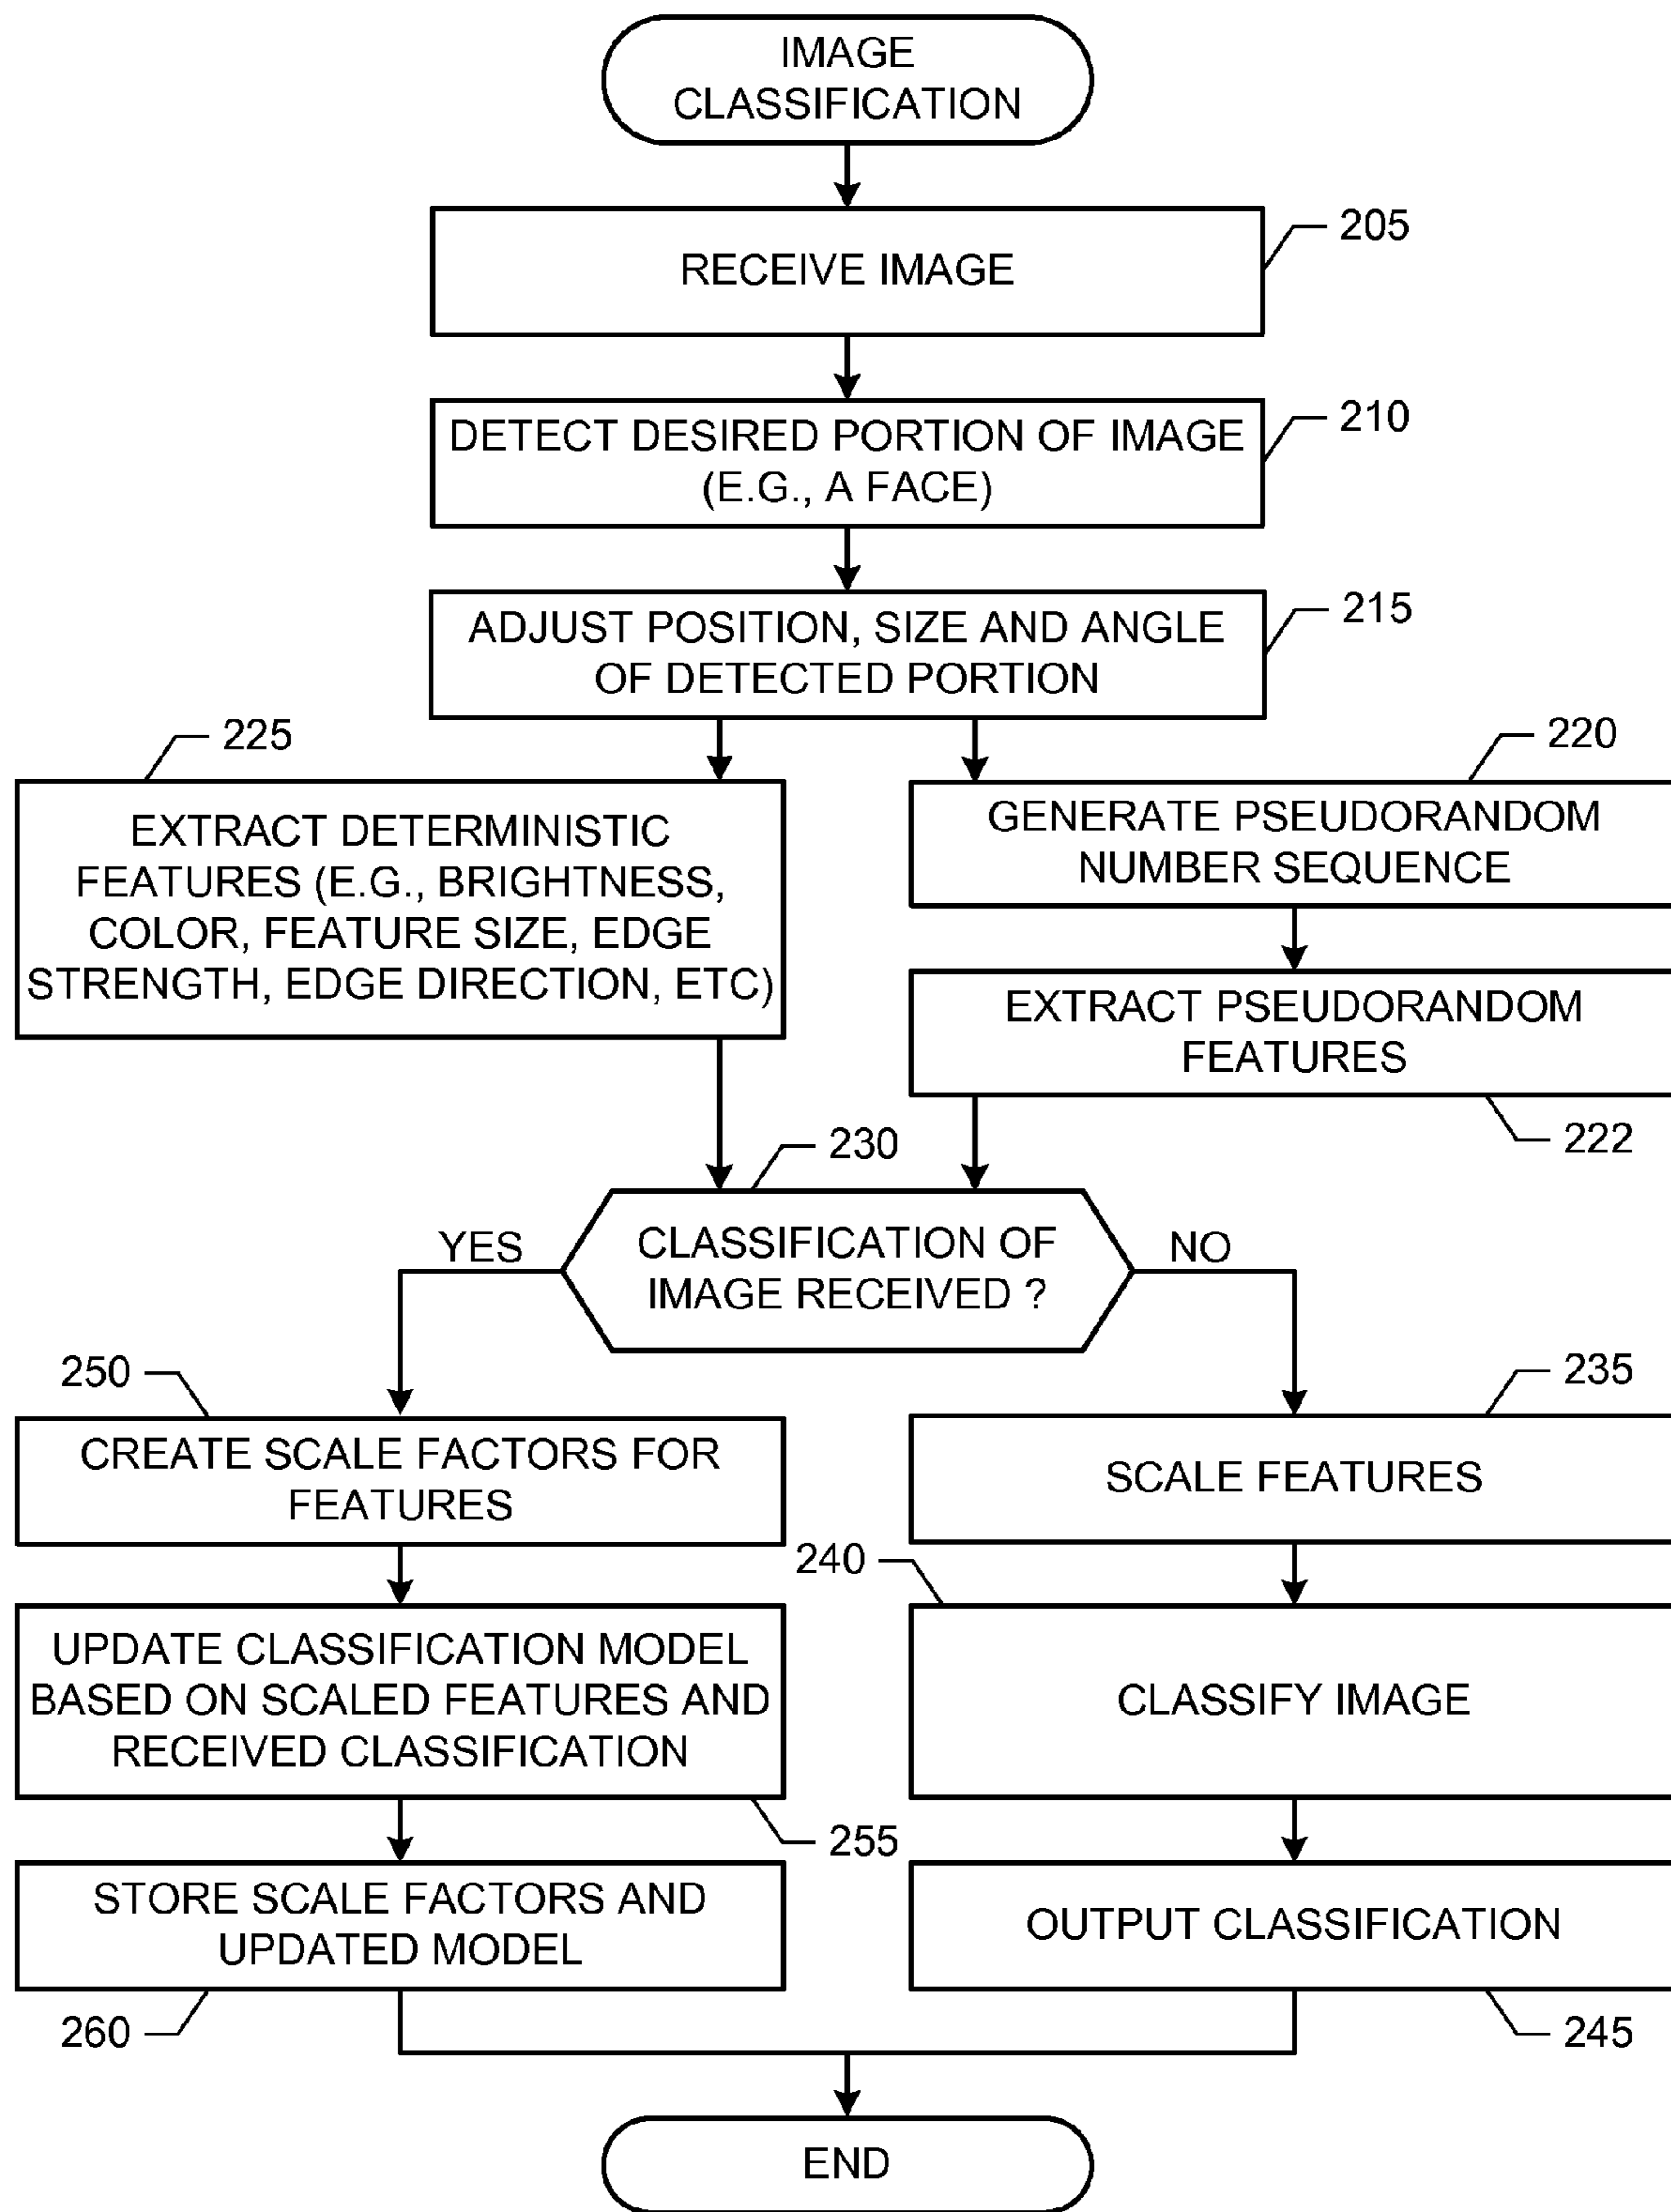 IMAGE
CLASSIFICATION
RECEIVE IMAGE
205
DETECT DESIRED PORTION OF IMAGE
(E.G., A FACE)
210
ADJUST POSITION, SIZE AND ANGLE
OF DETECTED PORTION
215
225
EXTRACT DETERMINISTIC
FEATURES (E.G., BRIGHTNESS,
COLOR, FEATURE SIZE, EDGE
STRENGTH, EDGE DIRECTION, ETC)
220
GENERATE PSEUDORANDOM
NUMBER SEQUENCE
EXTRACT PSEUDORANDOM
FEATURES
222
230
CLASSIFICATION OF
IMAGE RECEIVED ?
YES
NO
250
CREATE SCALE FACTORS FOR
FEATURES
235
SCALE FEATURES
UPDATE CLASSIFICATION MODEL
BASED ON SCALED FEATURES AND
RECEIVED CLASSIFICATION
255
240
CLASSIFY IMAGE
STORE SCALE FACTORS AND
UPDATED MODEL
260
OUTPUT CLASSIFICATION
245
END